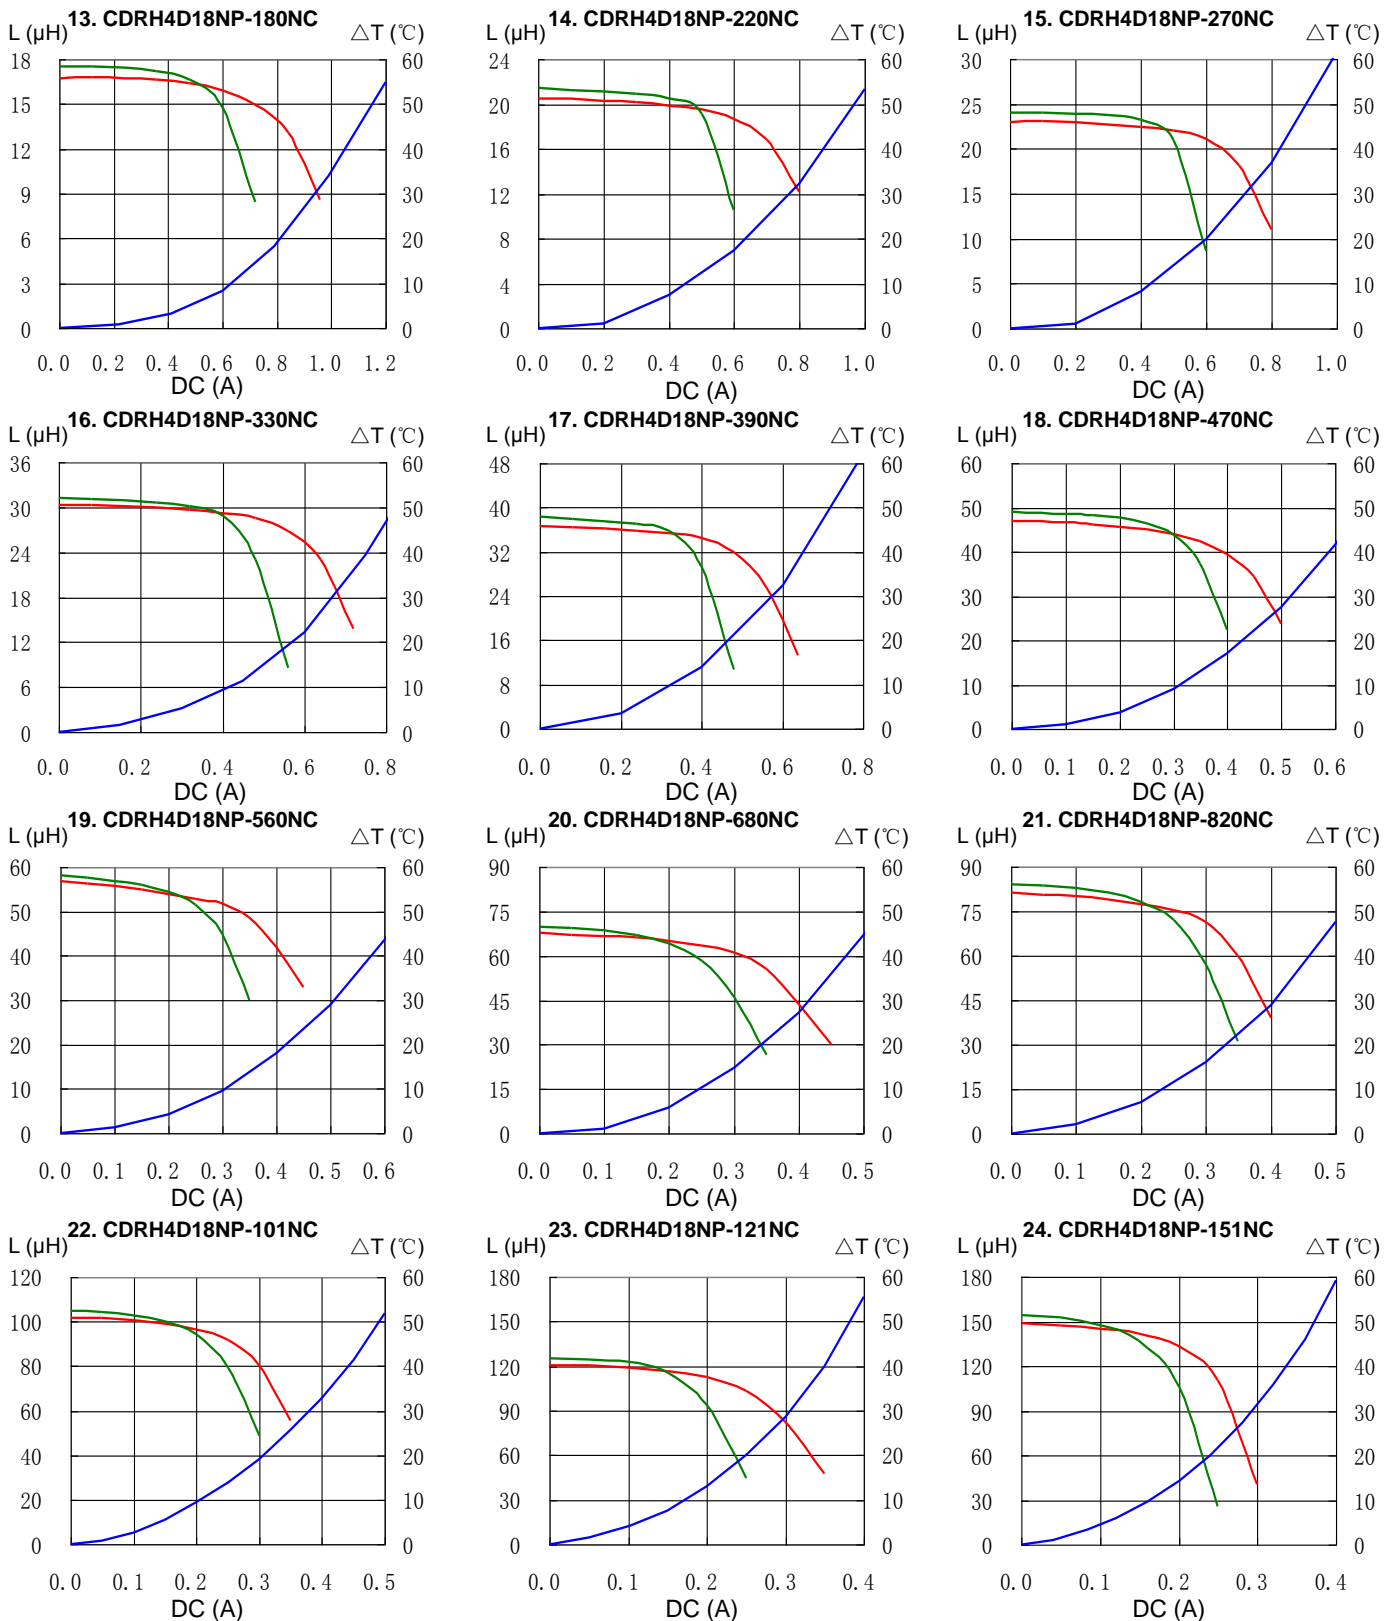 13. CDRH4D18NP-180NC
L (μH) △T (℃)
18 60
15 50
12 40
9 30
6 20
3 10
0 0
0.0 0.2 0.4 0.6 0.8 1.0 1.2
DC (A)
14. CDRH4D18NP-220NC
L (μH) △T (℃)
24 60
20 50
16 40
12 30
8 20
4 10
0 0
0.0 0.2 0.4 0.6 0.8 1.0
DC (A)
15. CDRH4D18NP-270NC
L (μH) △T (℃)
30 60
25 50
20 40
15 30
10 20
5 10
0 0
0.0 0.2 0.4 0.6 0.8 1.0
DC (A)
16. CDRH4D18NP-330NC
L (μH) △T (℃)
36 60
30 50
24 40
18 30
12 20
6 10
0 0
0.0 0.2 0.4 0.6 0.8
DC (A)
17. CDRH4D18NP-390NC
L (μH) △T (℃)
48 60
40 50
32 40
24 30
16 20
8 10
0 0
0.0 0.2 0.4 0.6 0.8
DC (A)
18. CDRH4D18NP-470NC
L (μH) △T (℃)
60 60
50 50
40 40
30 30
20 20
10 10
0 0
0.0 0.1 0.2 0.3 0.4 0.5 0.6
DC (A)
19. CDRH4D18NP-560NC
L (μH) △T (℃)
60 60
50 50
40 40
30 30
20 20
10 10
0 0
0.0 0.1 0.2 0.3 0.4 0.5 0.6
DC (A)
20. CDRH4D18NP-680NC
L (μH) △T (℃)
90 60
75 50
60 40
45 30
30 20
15 10
0 0
0.0 0.1 0.2 0.3 0.4 0.5
DC (A)
21. CDRH4D18NP-820NC
L (μH) △T (℃)
90 60
75 50
60 40
45 30
30 20
15 10
0 0
0.0 0.1 0.2 0.3 0.4 0.5
DC (A)
22. CDRH4D18NP-101NC
L (μH) △T (℃)
120 60
100 50
80 40
60 30
40 20
20 10
0 0
0.0 0.1 0.2 0.3 0.4 0.5
DC (A)
23. CDRH4D18NP-121NC
L (μH) △T (℃)
180 60
150 50
120 40
90 30
60 20
30 10
0 0
0.0 0.1 0.2 0.3 0.4
DC (A)
24. CDRH4D18NP-151NC
L (μH) △T (℃)
180 60
150 50
120 40
90 30
60 20
30 10
0 0
0.0 0.1 0.2 0.3 0.4
DC (A)